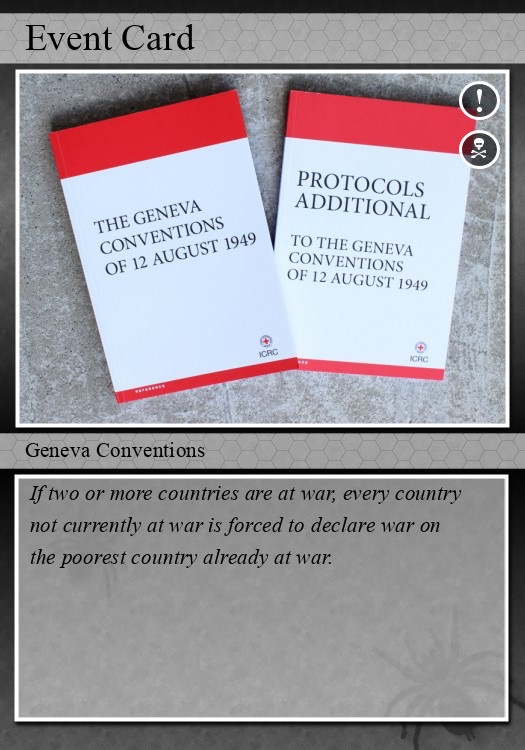 Event Card
!
THE GENEVA
CONVENTIONS
OF 12 AUGUST 1949
ICRC
REFERENCE
PROTOCOLS
ADDITIONAL
TO THE GENEVA
CONVENTIONS
OF 12 AUGUST 1949
ICRC
Geneva Conventions
If two or more countries are at war, every country
not currently at war is forced to declare war on
the poorest country already at war.